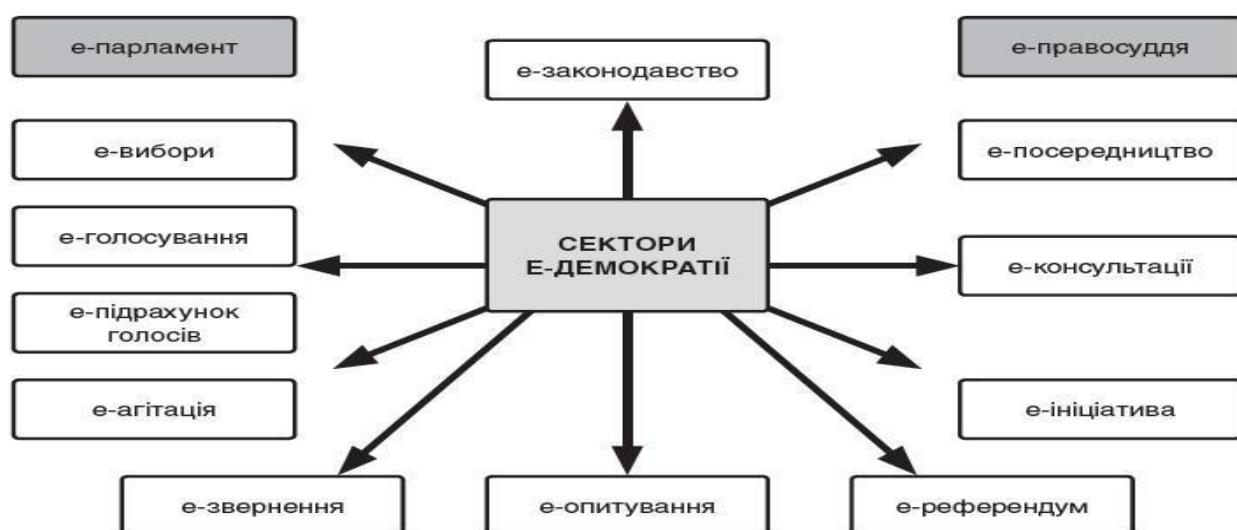 е-парламент
е-законодавство
е-правосуддя
е-вибори
е-посередництво
е-голосування
СЕКТОРИ
Е-ДЕМОКРАТІЇ
е-консультації
е-підрахунок
голосів
е-агітація
е-ініціатива
е-звернення
е-опитування
е-референдум